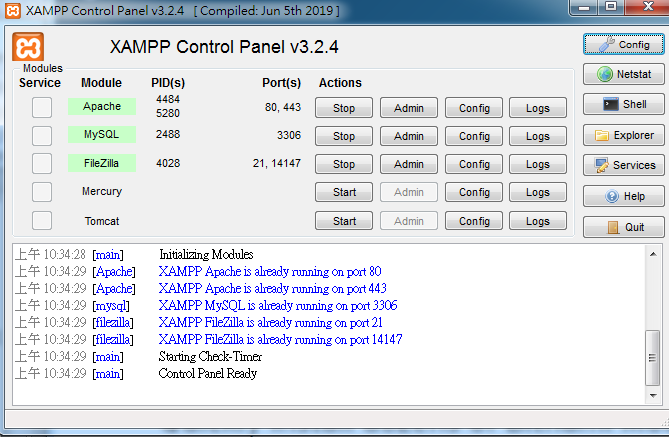 XAMPP Control Panel v3.2.4 [ Compiled: Jun 5th 2019 ]
XAMPP Control Panel v3.2.4
Config
Modules
Service Module PID(s) Port(s) Actions
Netstat
Apache 4484 5280 80, 443 Stop Admin Config Logs
Shell
MySQL 2488 3306 Stop Admin Config Logs
Explorer
FileZilla 4028 21, 14147 Stop Admin Config Logs
Services
Mercury Start Admin Config Logs
Help
Tomcat Start Admin Config Logs
Quit
上午 10:34:28 [main] Initializing Modules
上午 10:34:29 [Apache] XAMPP Apache is already running on port 80
上午 10:34:29 [Apache] XAMPP Apache is already running on port 443
上午 10:34:29 [mysql] XAMPP MySQL is already running on port 3306
上午 10:34:29 [filezilla] XAMPP FileZilla is already running on port 21
上午 10:34:29 [filezilla] XAMPP FileZilla is already running on port 14147
上午 10:34:29 [main] Starting Check-Timer
上午 10:34:29 [main] Control Panel Ready